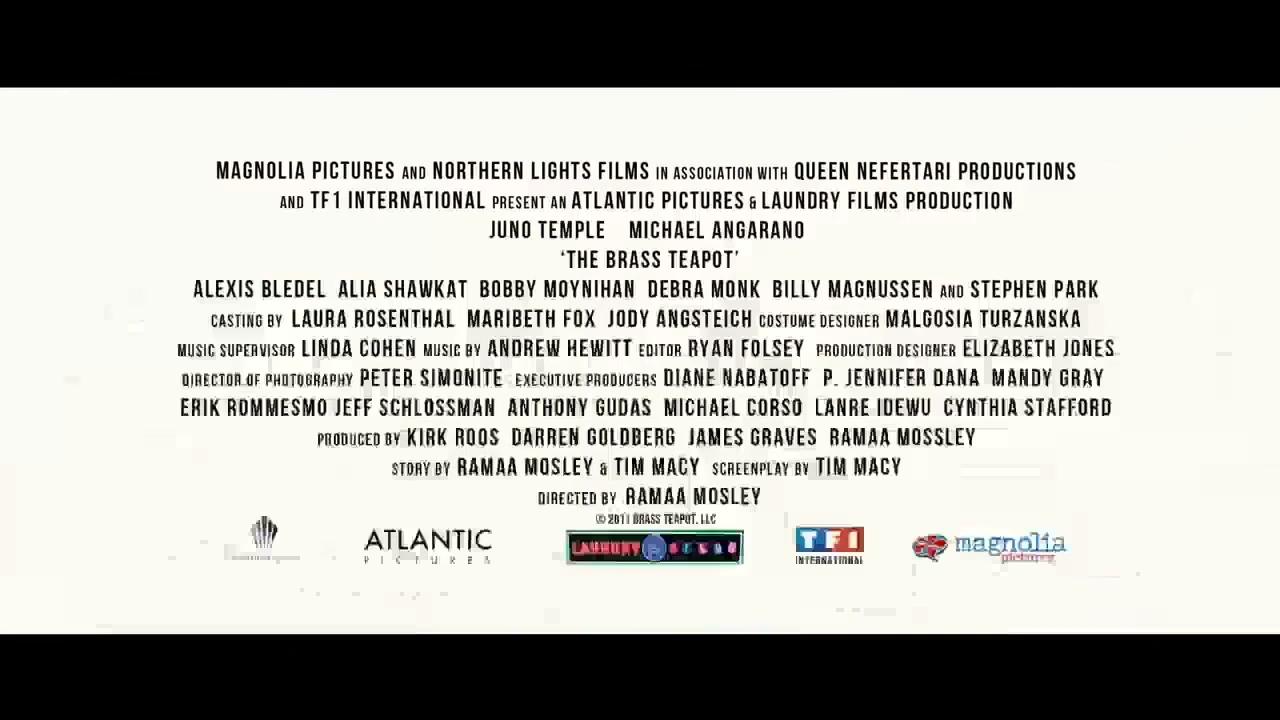 MAGNOLIA PICTURES AND NORTHERN LIGHTS FILMS IN ASSOCIATION WITH QUEEN NEFERTARI PRODUCTIONS
AND TF1 INTERNATIONAL PRESENT AN ATLANTIC PICTURES & LAUNDRY FILMS PRODUCTION
JUNO TEMPLE MICHAEL ANGARANO
‘THE BRASS TEAPOT’
ALEXIS BLEDEL ALIA SHAWKAT BOBBY MOYNIHAN DEBRA MONK BILLY MAGNUSSEN AND STEPHEN PARK
CASTING BY LAURA ROSENTHAL MARIBETH FOX JODY ANGSTEICH COSTUME DESIGNER MALGOSIA TURZANSKA
MUSIC SUPERVISOR LINDA COHEN MUSIC BY ANDREW HEWITT EDITOR RYAN FOLSEY PRODUCTION DESIGNER ELIZABETH JONES
DIRECTOR OF PHOTOGRAPHY PETER SIMONITE EXECUTIVE PRODUCERS DIANE NABATOFF P. JENNIFER DANA MANDY GRAY
ERIK ROMMESMO JEFF SCHLOSSMAN ANTHONY GUDAS MICHAEL CORSO LANRE IDEWU CYNTHIA STAFFORD
PRODUCED BY KIRK ROOS DARREN GOLDBERG JAMES GRAVES RAMAA MOSSLEY
STORY BY RAMAA MOSLEY & TIM MACY SCREENPLAY BY TIM MACY
DIRECTED BY RAMAA MOSLEY
© 2011 BRASS TEAPOT, LLC
ATLANTIC PICTURES
LAUNDRY FILMS
TF1 INTERNATIONAL
magnolia pictures